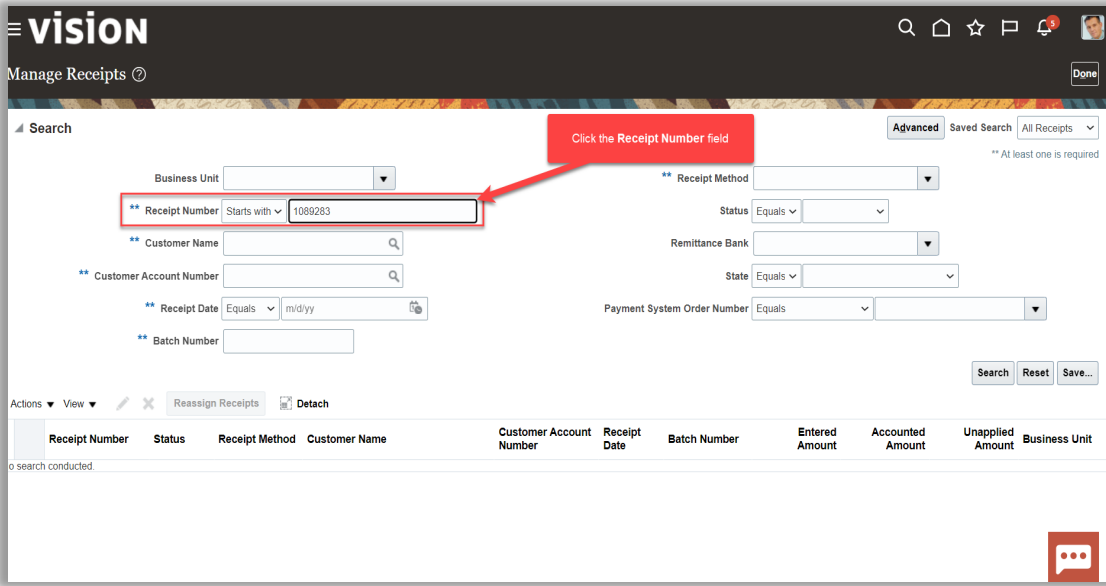 VISION
5
Manage Receipts
Done
Search
Click the Receipt Number field
Advanced Saved Search All Receipts
** At least one is required
Business Unit
** Receipt Number Starts with 1089283
** Customer Name
** Customer Account Number
** Receipt Date Equals m/d/yy
** Batch Number
** Receipt Method
Status Equals
Remittance Bank
State Equals
Payment System Order Number Equals
Search Reset Save...
Actions View Reassign Receipts Detach
Receipt Number Status Receipt Method Customer Name Customer Account Number Receipt Date Batch Number Entered Amount Accounted Amount Unapplied Amount Business Unit
o search conducted.